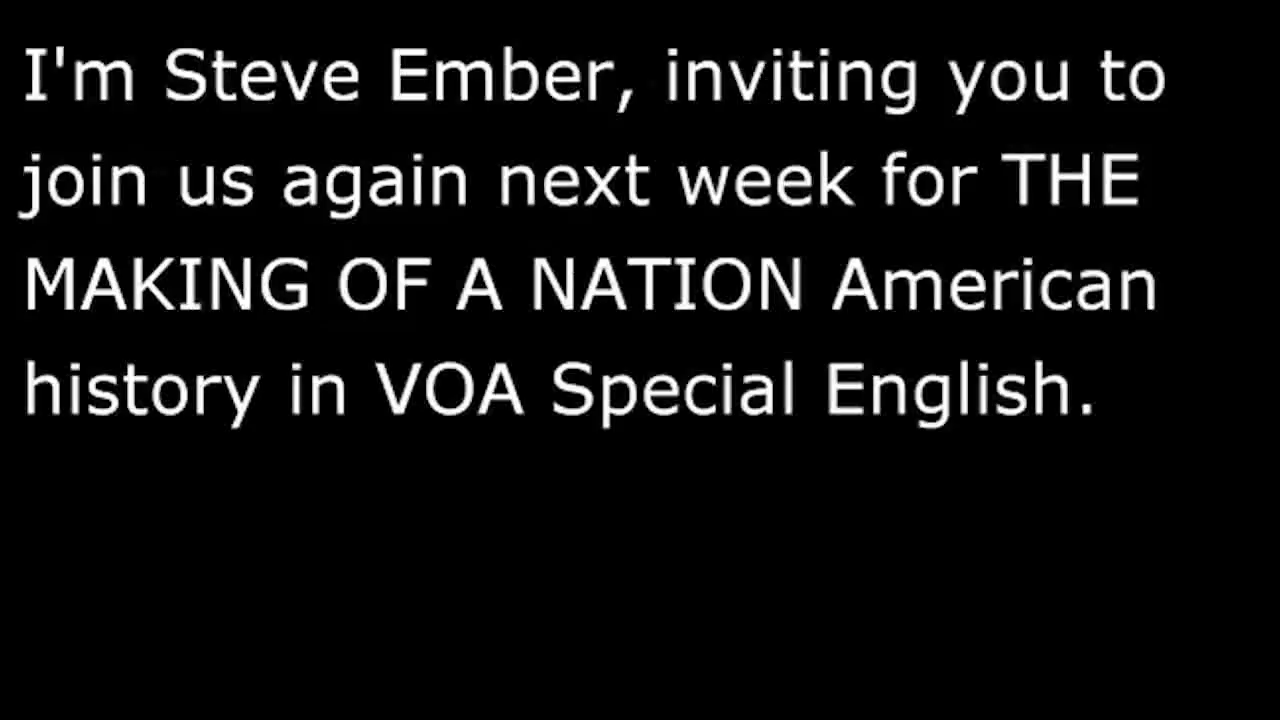 I'm Steve Ember, inviting you to
join us again next week for THE
MAKING OF A NATION American
history in VOA Special English.